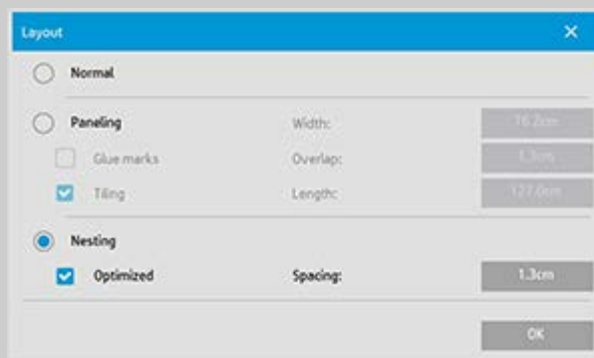 Layout
Normal
Paneling Width: 76.2cm
Glue marks Overlap: 1.3cm
Tiling Length: 127.0cm
Nesting
Optimized Spacing: 1.3cm
OK